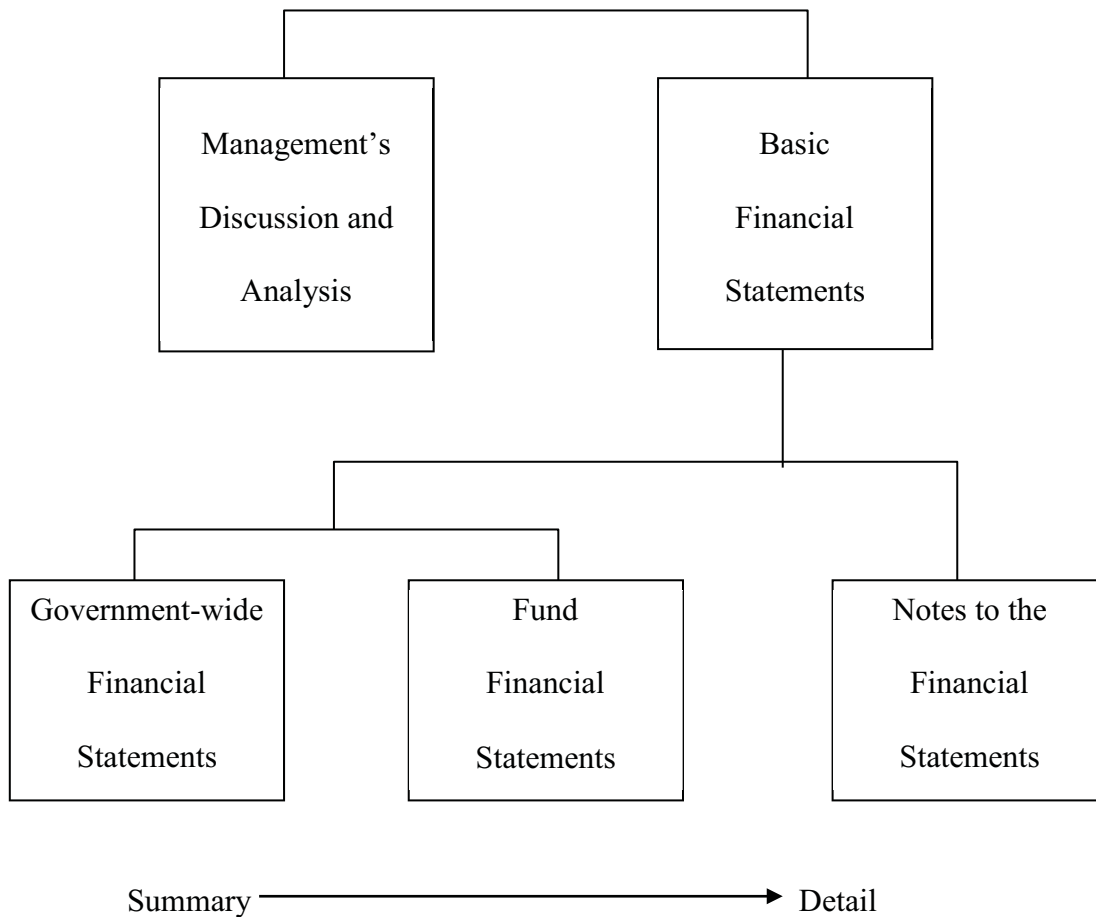 Management’s
Discussion and
Analysis
Basic
Financial
Statements
Government-wide
Financial
Statements
Fund
Financial
Statements
Notes to the
Financial
Statements
Summary
Detail